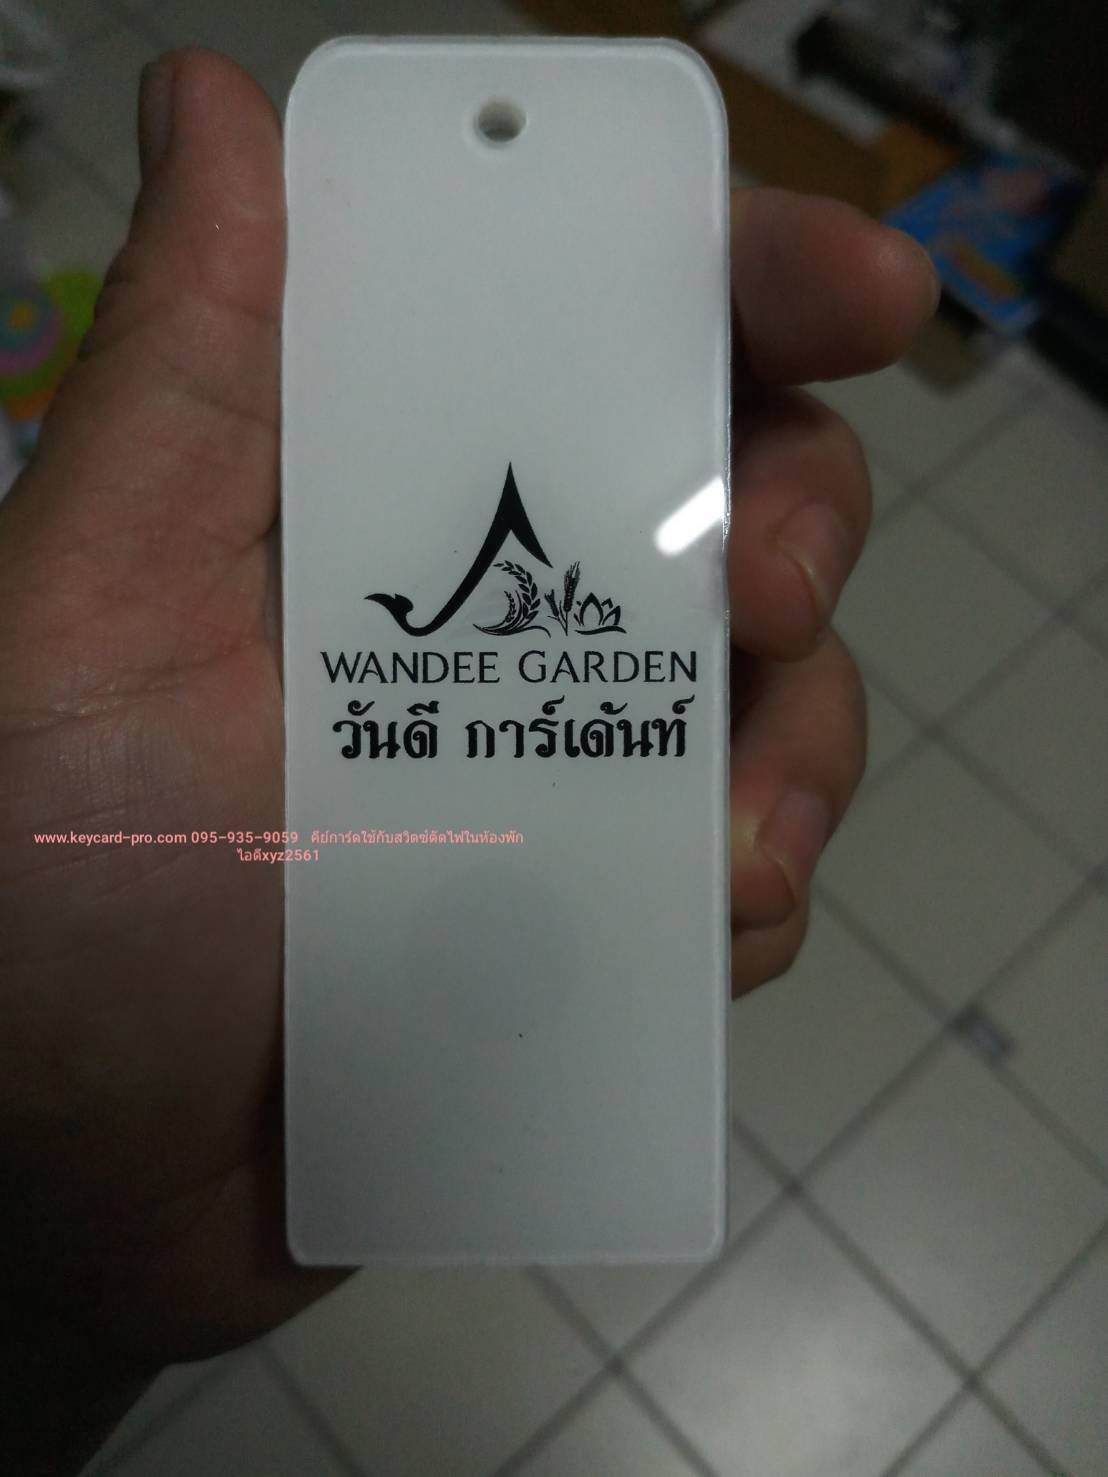 WANDEE GARDEN
วันดี การ์เด้นท์
www.keycard-pro.com 095-935-9059 คีย์การ์ดใช้กับสวิตช์ตัดไฟในห้องพัก
ไอดีxyz2561